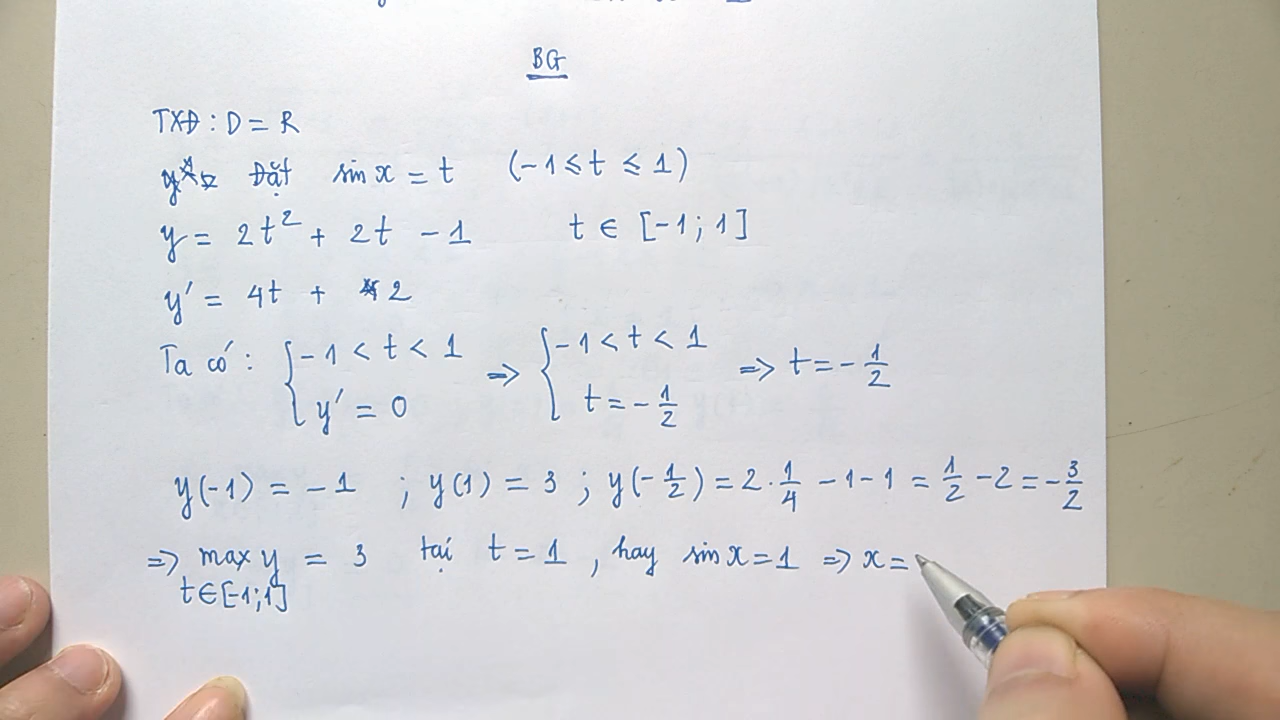 BG
TXĐ: D = R
Đặt sin x = t (-1 ≤ t ≤ 1)
y = 2t² + 2t - 1 t ∈ [-1; 1]
y' = 4t + 2
Ta có: { -1 < t < 1 ; y' = 0 => { -1 < t < 1 ; t = -1/2 => t = -1/2
y(-1) = -1 ; y(1) = 3 ; y(-1/2) = 2 . 1/4 - 1 - 1 = 1/2 - 2 = -3/2
=> max y = 3 tại t = 1 , hay sin x = 1 => x =
t ∈ [-1; 1]